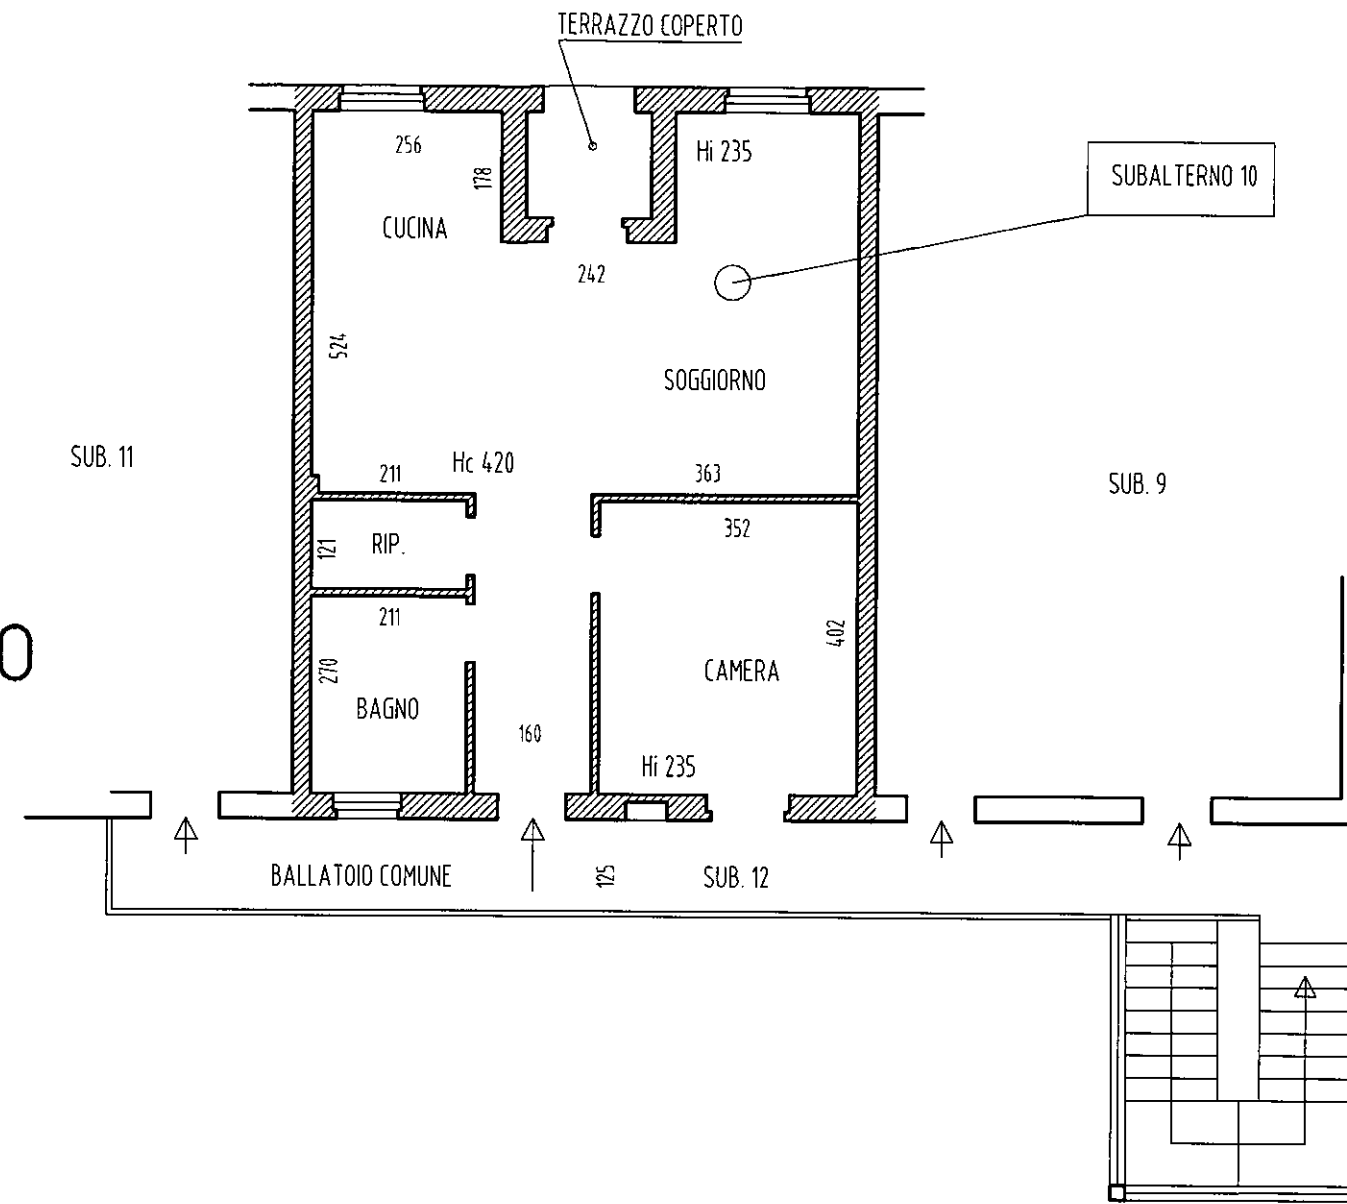 TERRAZZO COPERTO
256
Hi 235
178
SUBALTERNO 10
CUCINA
242
524
SOGGIORNO
SUB. 11
211
Hc 420
363
SUB. 9
352
121
RIP.
211
402
270
CAMERA
BAGNO
160
Hi 235
BALLATOIO COMUNE
125
SUB. 12